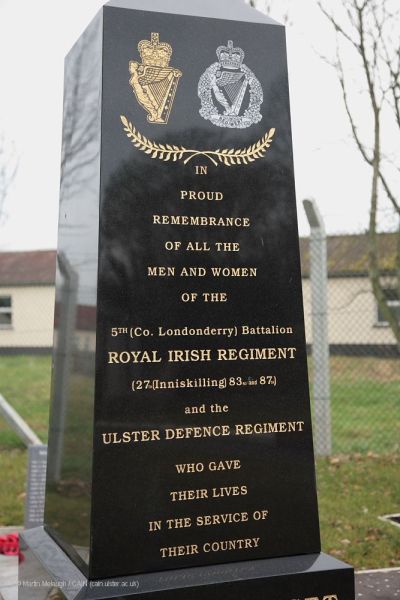 IN
PROUD
REMEMBRANCE
OF ALL THE
MEN AND WOMEN
OF THE
5TH (Co. Londonderry) Battalion
ROYAL IRISH REGIMENT
(27th (Inniskilling) 83rd and 87th)
and the
ULSTER DEFENCE REGIMENT
WHO GAVE
THEIR LIVES
IN THE SERVICE OF
THEIR COUNTRY
© Martin Melaugh / CAIN (cain.ulster.ac.uk)